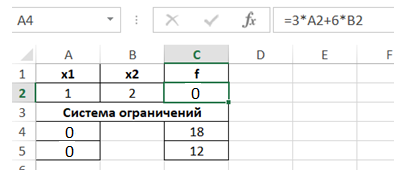 A4 =3*A2+6*B2
A B C D E F
1 x1 x2 f
2 1 2 0
3 Система ограничений
4 0 18
5 0 12